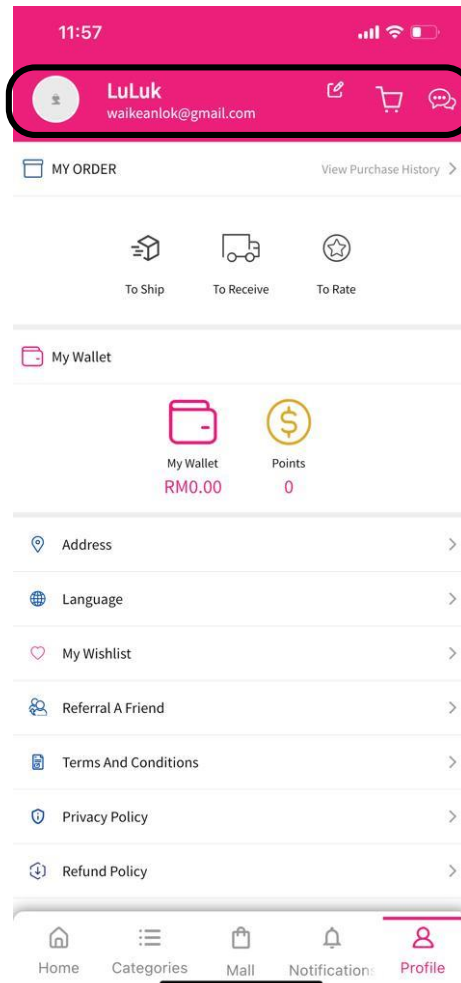 11:57
LuLuk
waikeanlok@gmail.com
MY ORDER
View Purchase History
To Ship
To Receive
To Rate
My Wallet
My Wallet
Points
RM0.00
0
Address
Language
My Wishlist
Referral A Friend
Terms And Conditions
Privacy Policy
Refund Policy
Home
Categories
Mall
Notification
Profile